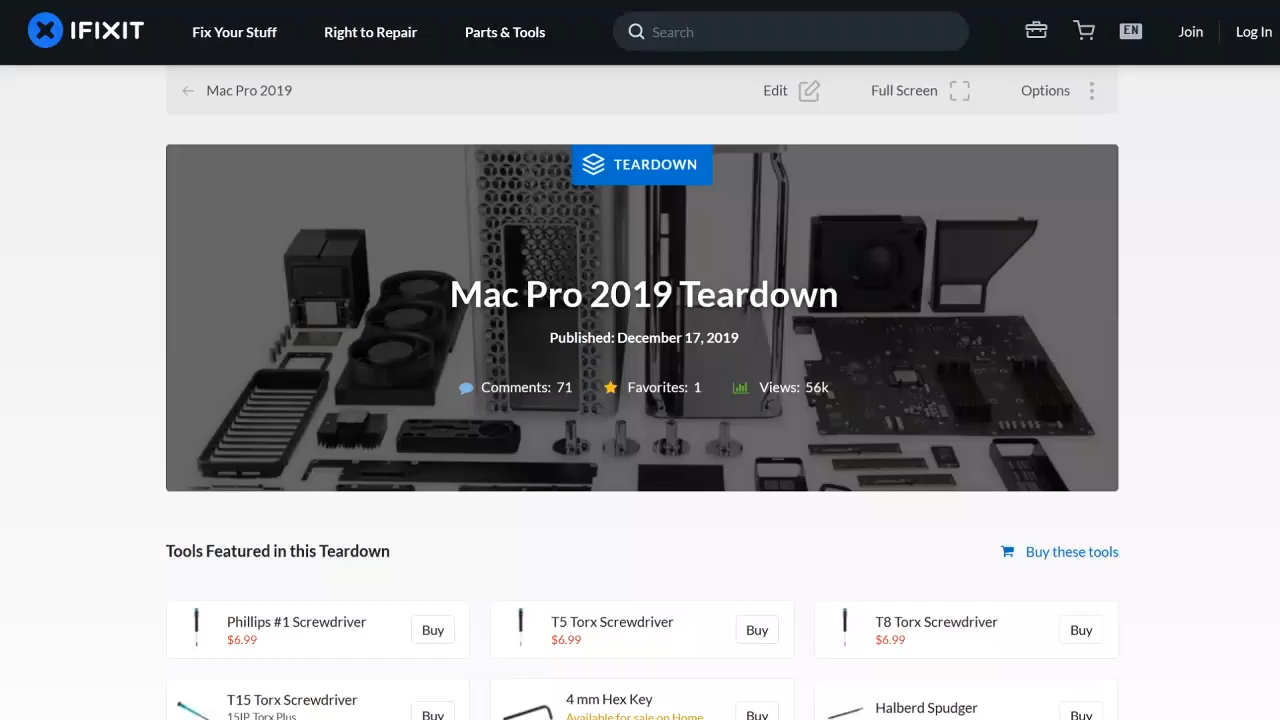 IFIXIT
Fix Your Stuff
Right to Repair
Parts & Tools
Search
EN
Join
Log In
Mac Pro 2019
Edit
Full Screen
Options
TEARDOWN
Mac Pro 2019 Teardown
Published: December 17, 2019
Comments: 71
Favorites: 1
Views: 56k
Tools Featured in this Teardown
Buy these tools
Phillips #1 Screwdriver
$6.99
Buy
T5 Torx Screwdriver
$6.99
Buy
T8 Torx Screwdriver
$6.99
Buy
T15 Torx Screwdriver
15IP Torx Plus
Buy
4 mm Hex Key
Available for sale on Home
Buy
Halberd Spudger
Buy